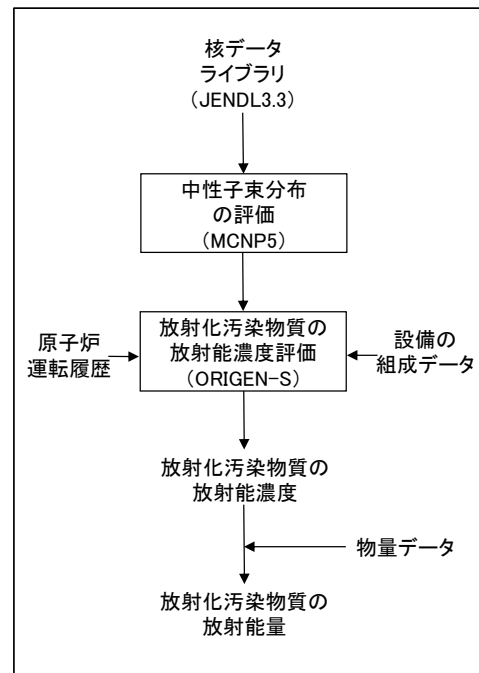 核データ
ライブラリ
(JENDL3.3)
中性子束分布
の評価
(MCNP5)
放射化汚染物質の
放射能濃度評価
(ORIGEN-S)
原子炉
運転履歴
設備の
組成データ
放射化汚染物質の
放射能濃度
物量データ
放射化汚染物質の
放射能量